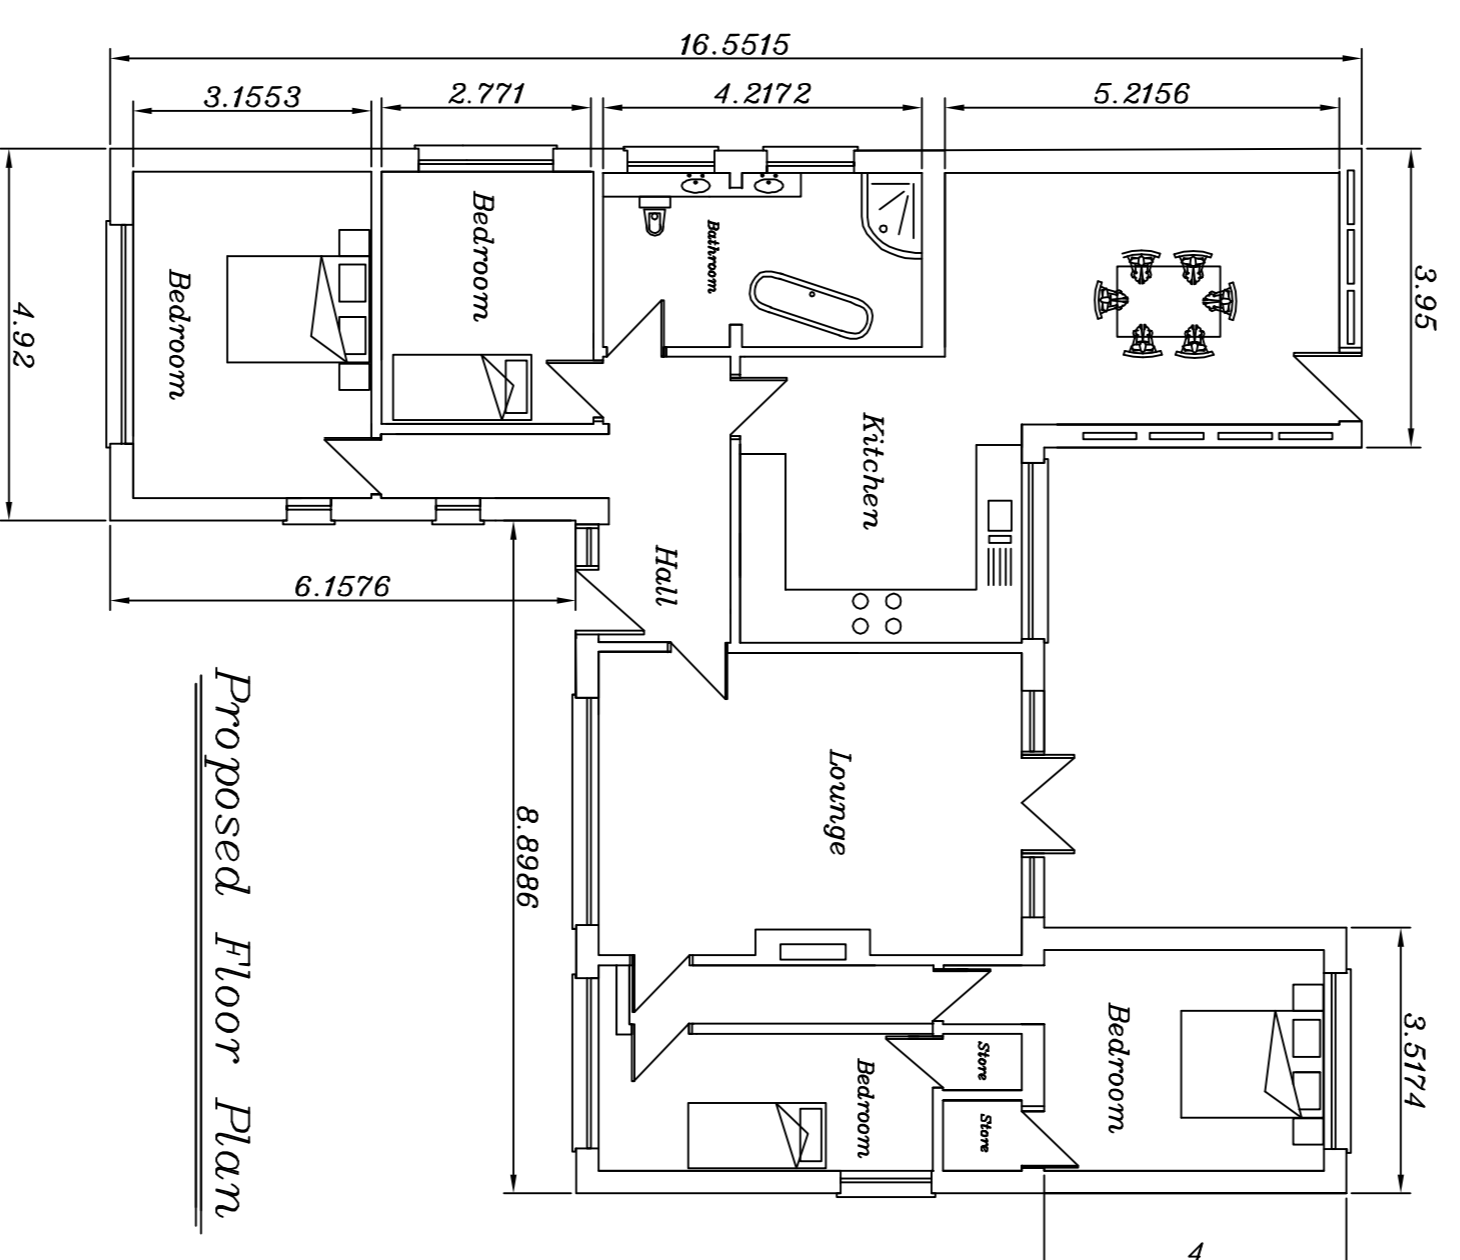 16.5515
3.1553
2.771
4.2172
5.2156
3.95
4.92
Bedroom
Bedroom
Bathroom
Kitchen
Hall
6.1576
8.8986
Lounge
Bedroom
Store
Store
Bedroom
3.5174
4
Proposed Floor Plan